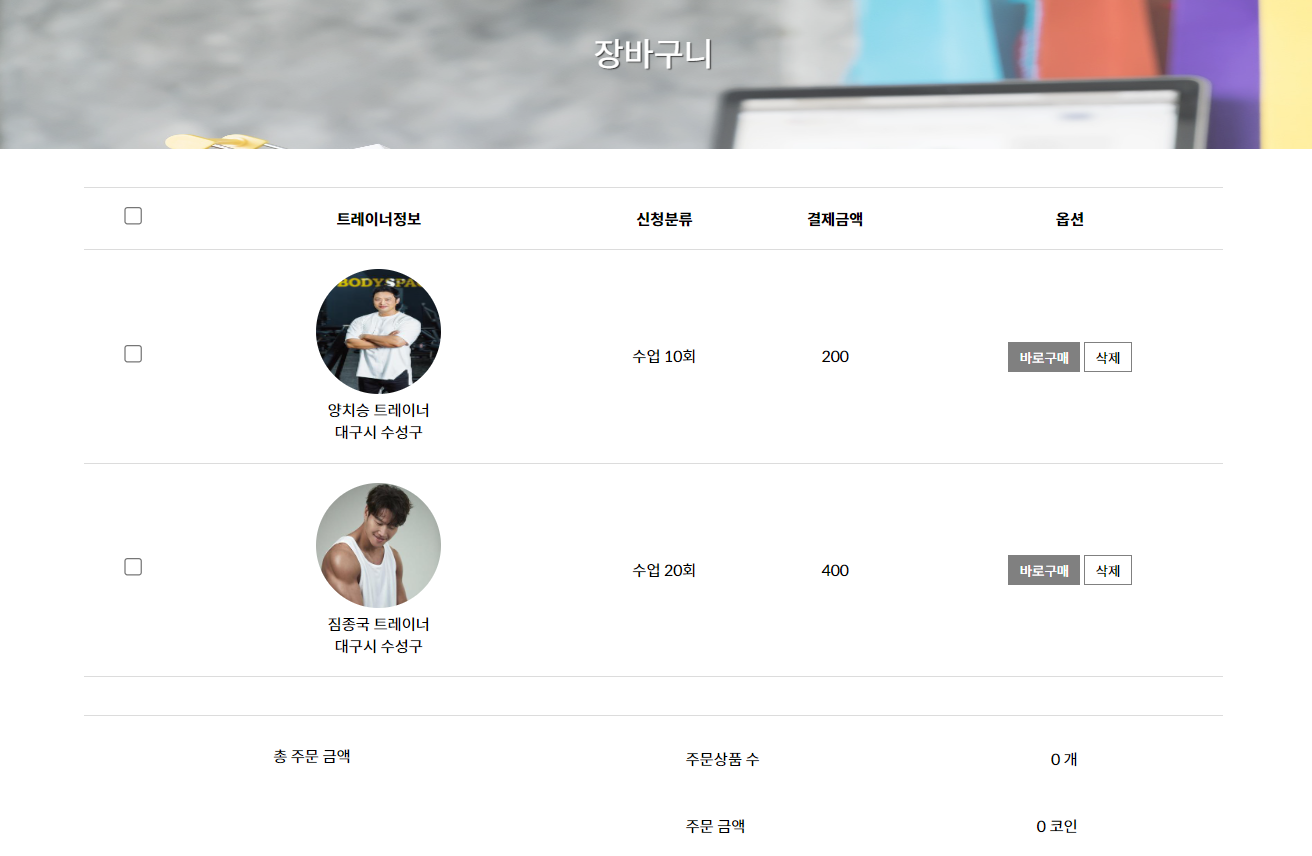 장바구니
트레이너정보 신청분류 결제금액 옵션
BODYSPA
수업 10회 200 바로구매 삭제
양치승 트레이너
대구시 수성구
수업 20회 400 바로구매 삭제
짐종국 트레이너
대구시 수성구
총 주문 금액 주문상품 수 0 개
주문 금액 0 코인